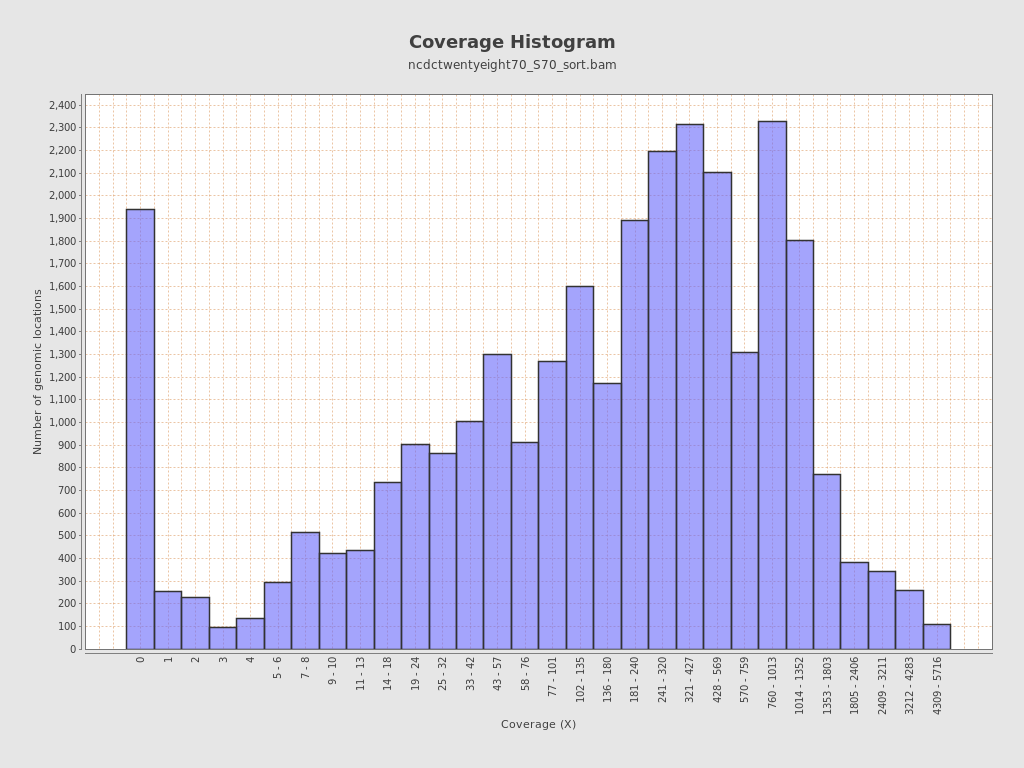 Coverage Histogram
ncdctwentyeight70_S70_sort.bam
Number of genomic locations
2,400
2,300
2,200
2,100
2,000
1,900
1,800
1,700
1,600
1,500
1,400
1,300
1,200
1,100
1,000
900
800
700
600
500
400
300
200
100
0
0
1
2
3
4
5 - 6
7 - 8
9 - 10
11 - 13
14 - 18
19 - 24
25 - 32
33 - 42
43 - 57
58 - 76
77 - 101
102 - 135
136 - 180
181 - 240
241 - 320
321 - 427
428 - 569
570 - 759
760 - 1013
1014 - 1352
1353 - 1803
1805 - 2406
2409 - 3211
3212 - 4283
4309 - 5716
Coverage (X)